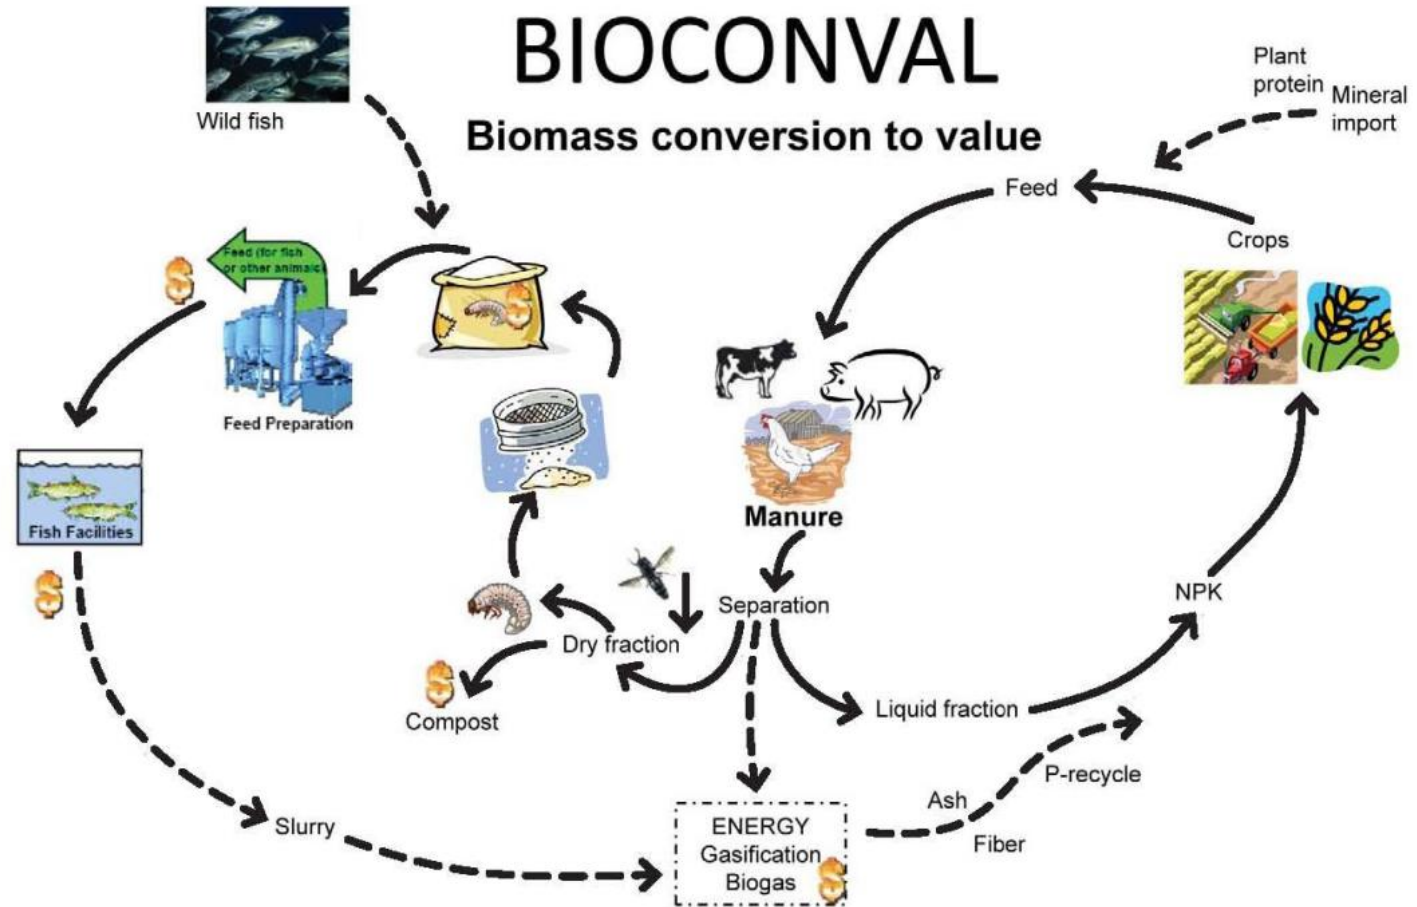 BIOCONVAL
Biomass conversion to value
Wild fish
Plant
protein
Mineral
import
Feed
Crops
Feed (for fish
or other animals)
Feed Preparation
Fish Facilities
Manure
Separation
NPK
Dry fraction
Compost
Liquid fraction
P-recycle
Ash
Fiber
Slurry
ENERGY
Gasification
Biogas